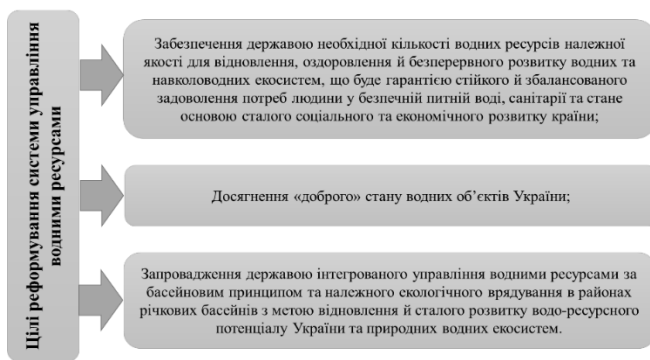 Цілі реформування системи управління
водними ресурсами
Забезпечення державою необхідної кількості водних ресурсів належної
якості для відновлення, оздоровлення й безперервного розвитку водних та
навколоводних екосистем, що буде гарантією стійкого й збалансованого
задоволення потреб людини у безпечній питній воді, санітарії та стане
основою сталого соціального та економічного розвитку країни;
Досягнення «доброго» стану водних об’єктів України;
Запровадження державою інтегрованого управління водними ресурсами за
басейновим принципом та належного екологічного врядування в районах
річкових басейнів з метою відновлення й сталого розвитку водо-ресурсного
потенціалу України та природних водних екосистем.